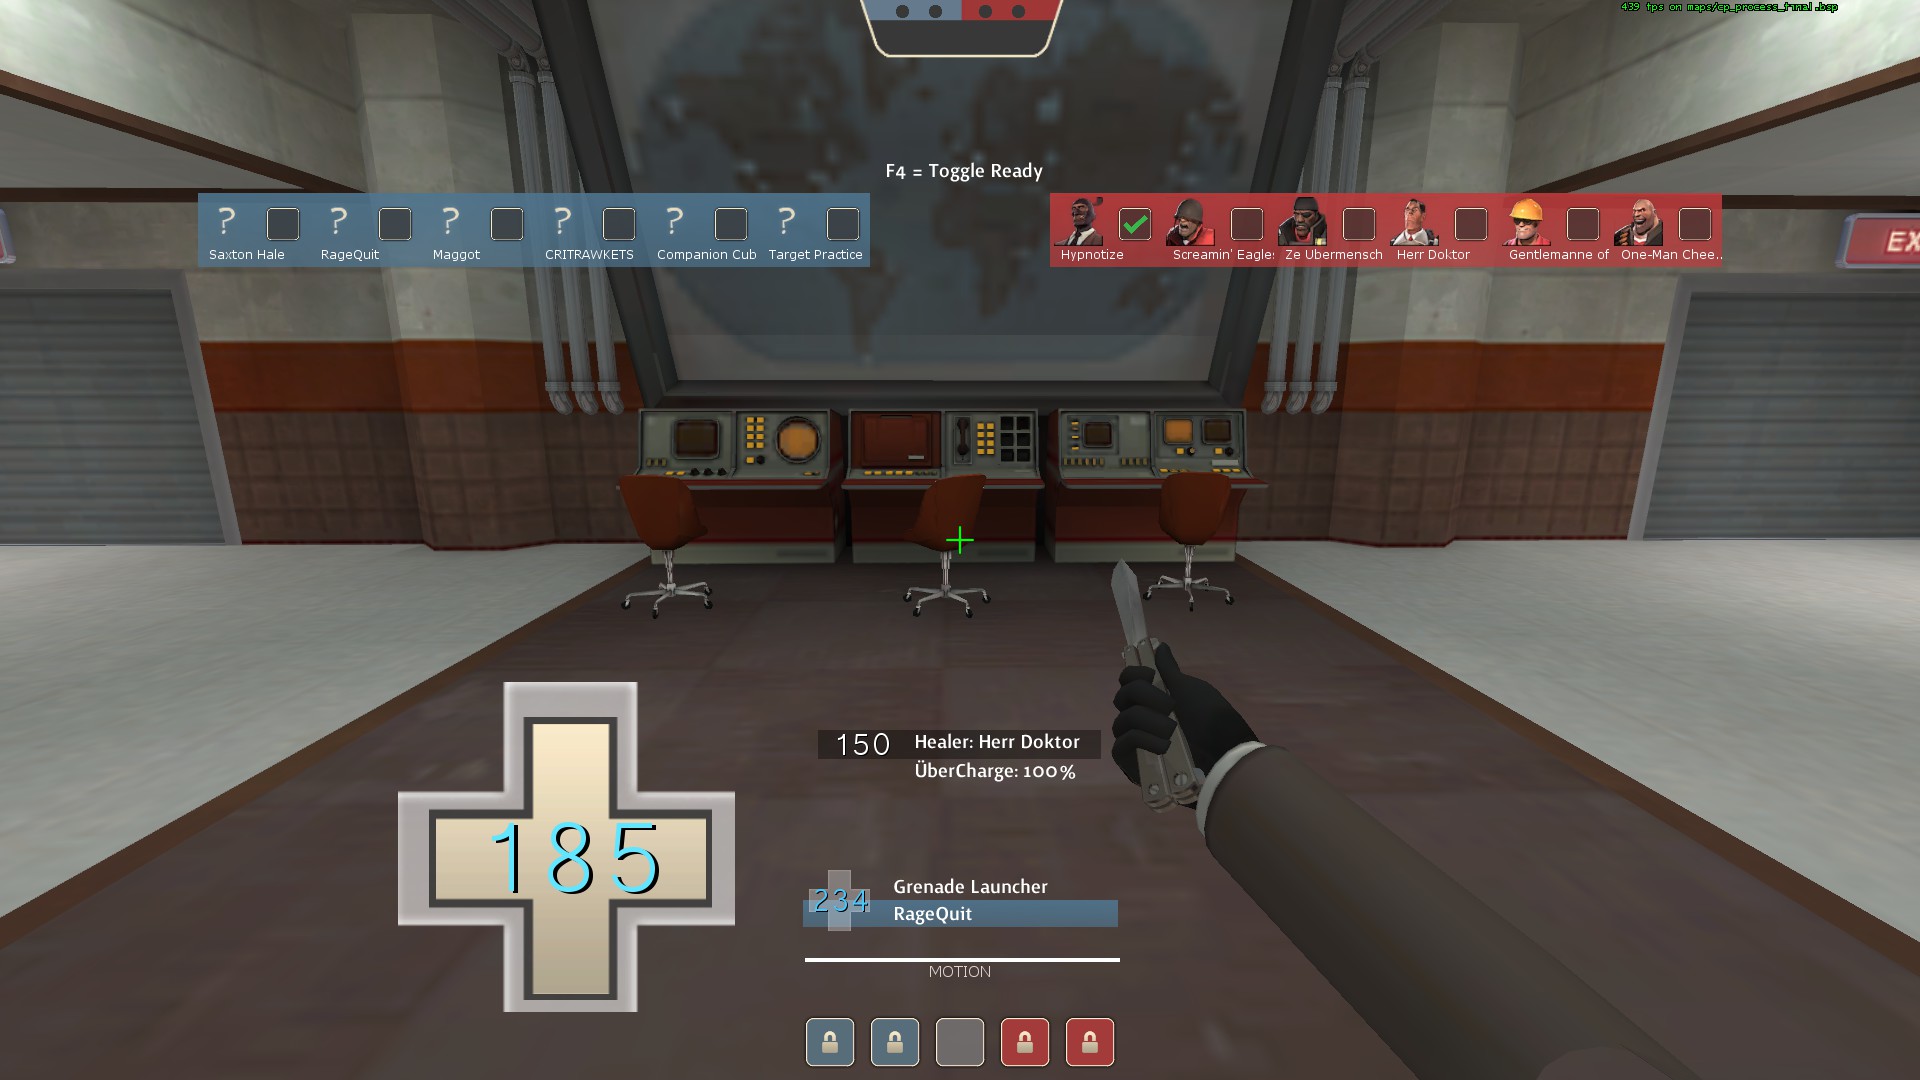 439 fps on maps/cp_process_final.bsp
F4 = Toggle Ready
? ? ? ? ? ?
Saxton Hale RageQuit Maggot CRITRAWKETS Companion Cub Target Practice
Hypnotize Screamin' Eagles Ze Ubermensch Herr Doktor Gentlemanne of One-Man Chee..
EX
150 Healer: Herr Doktor
ÜberCharge: 100%
185
234 Grenade Launcher
RageQuit
MOTION